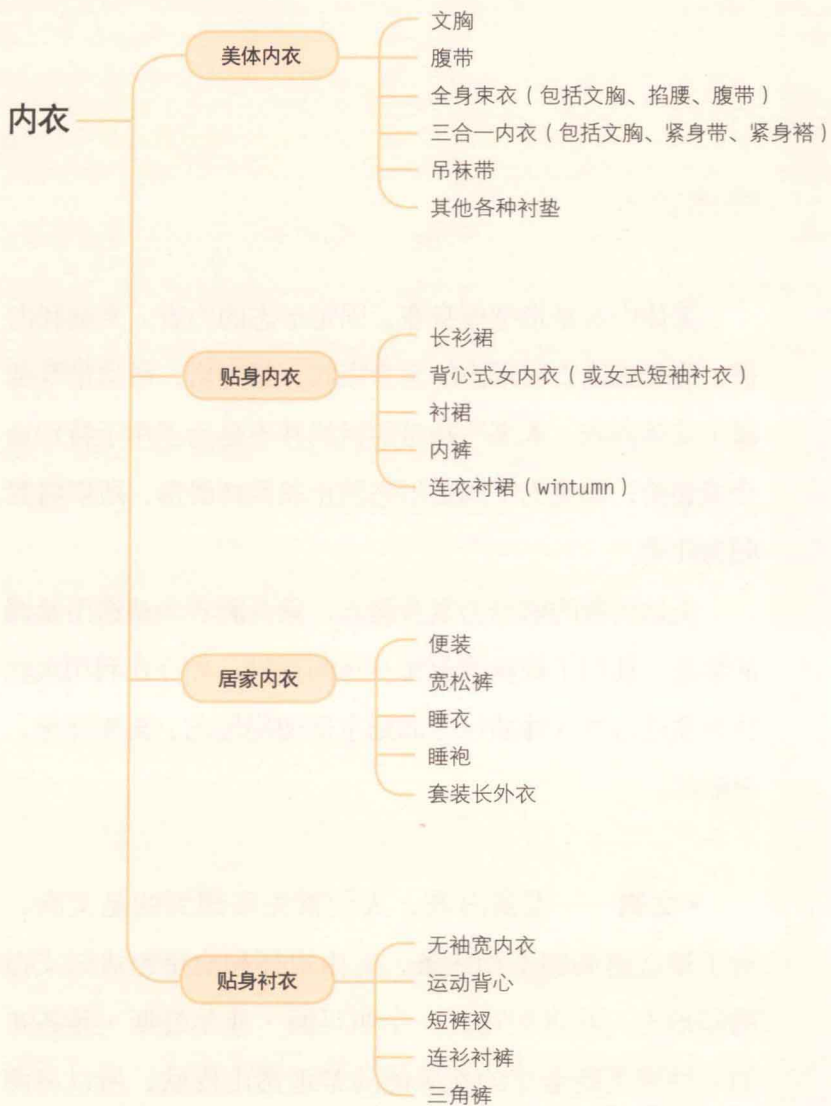 内衣
美体内衣
文胸
腹带
全身束衣（包括文胸、掐腰、腹带）
三合一内衣（包括文胸、紧身带、紧身褡）
吊袜带
其他各种衬垫
贴身内衣
长衫裙
背心式女内衣（或女式短袖衬衣）
衬裙
内裤
连衣衬裙（wintumn）
居家内衣
便装
宽松裤
睡衣
睡袍
套装长外衣
贴身衬衣
无袖宽内衣
运动背心
短裤衩
连衫衬裤
三角裤